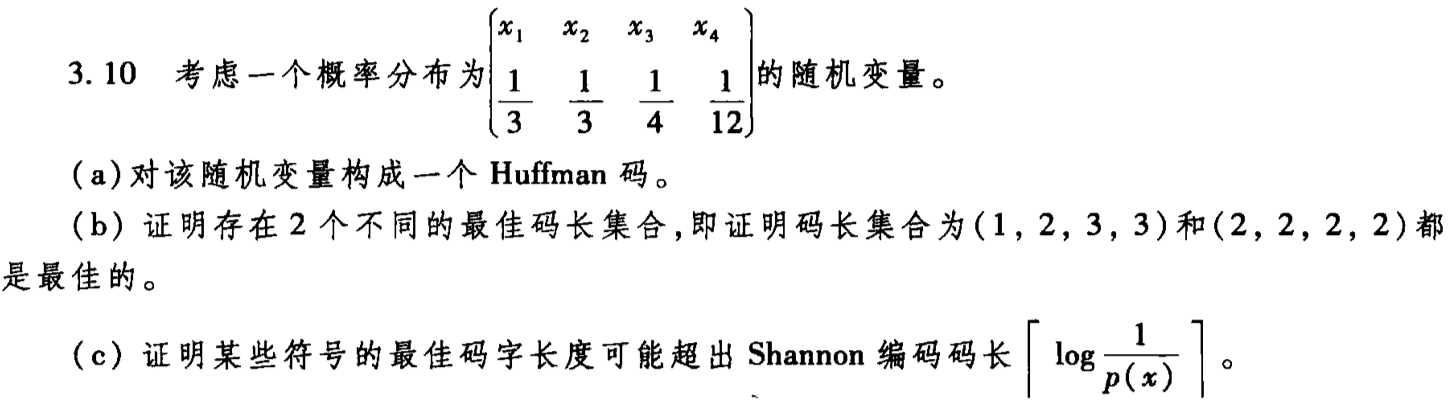 3.10 考虑一个概率分布为 $\begin{pmatrix} x_1 & x_2 & x_3 & x_4 \\ \frac{1}{3} & \frac{1}{3} & \frac{1}{4} & \frac{1}{12} \end{pmatrix}$ 的随机变量。
(a)对该随机变量构成一个 Huffman 码。
(b) 证明存在 2 个不同的最佳码长集合,即证明码长集合为(1, 2, 3, 3)和(2, 2, 2, 2)都
是最佳的。
(c) 证明某些符号的最佳码字长度可能超出 Shannon 编码码长 $\left\lceil \log \frac{1}{p(x)} \right\rceil$ 。